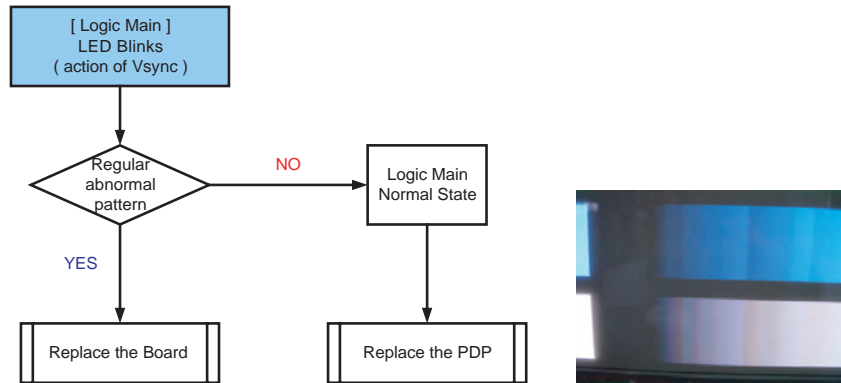 [ Logic Main ]
LED Blinks
( action of Vsync )
Regular
abnormal
pattern
NO
Logic Main
Normal State
YES
Replace the Board
Replace the PDP